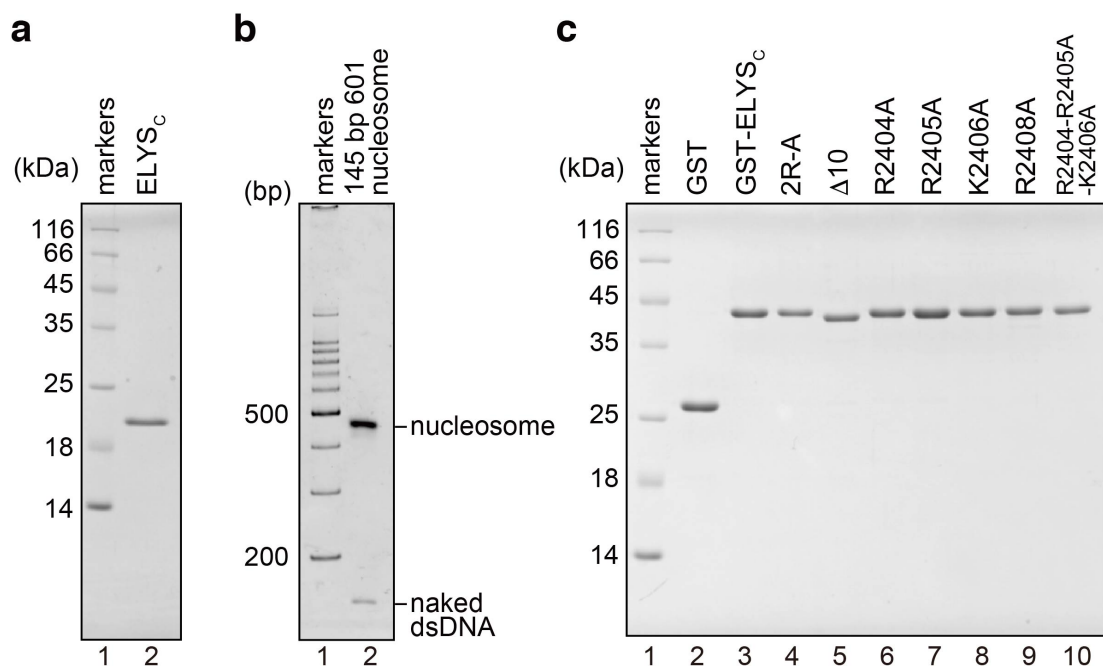 a
(kDa)
markers
ELYSC
116
66
45
35
25
18
14
1 2
b
(bp)
markers
145 bp 601
nucleosome
500
200
nucleosome
naked
dsDNA
1 2
c
(kDa)
markers
GST
GST-ELYSC
2R-A
Δ10
R2404A
R2405A
K2406A
R2408A
R2404A-R2405A
-K2406A
116
66
45
35
25
18
14
1 2 3 4 5 6 7 8 9 10